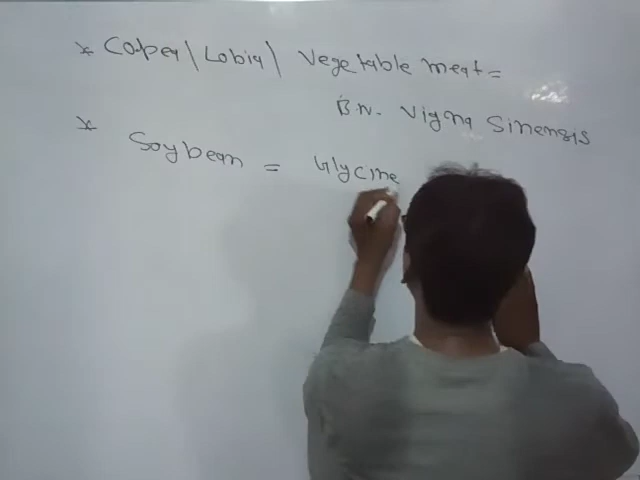 * Cowpea \ Lobia \ Vegetable meat =
B.N. Vigna Sinensis
* Soybean = Glycine